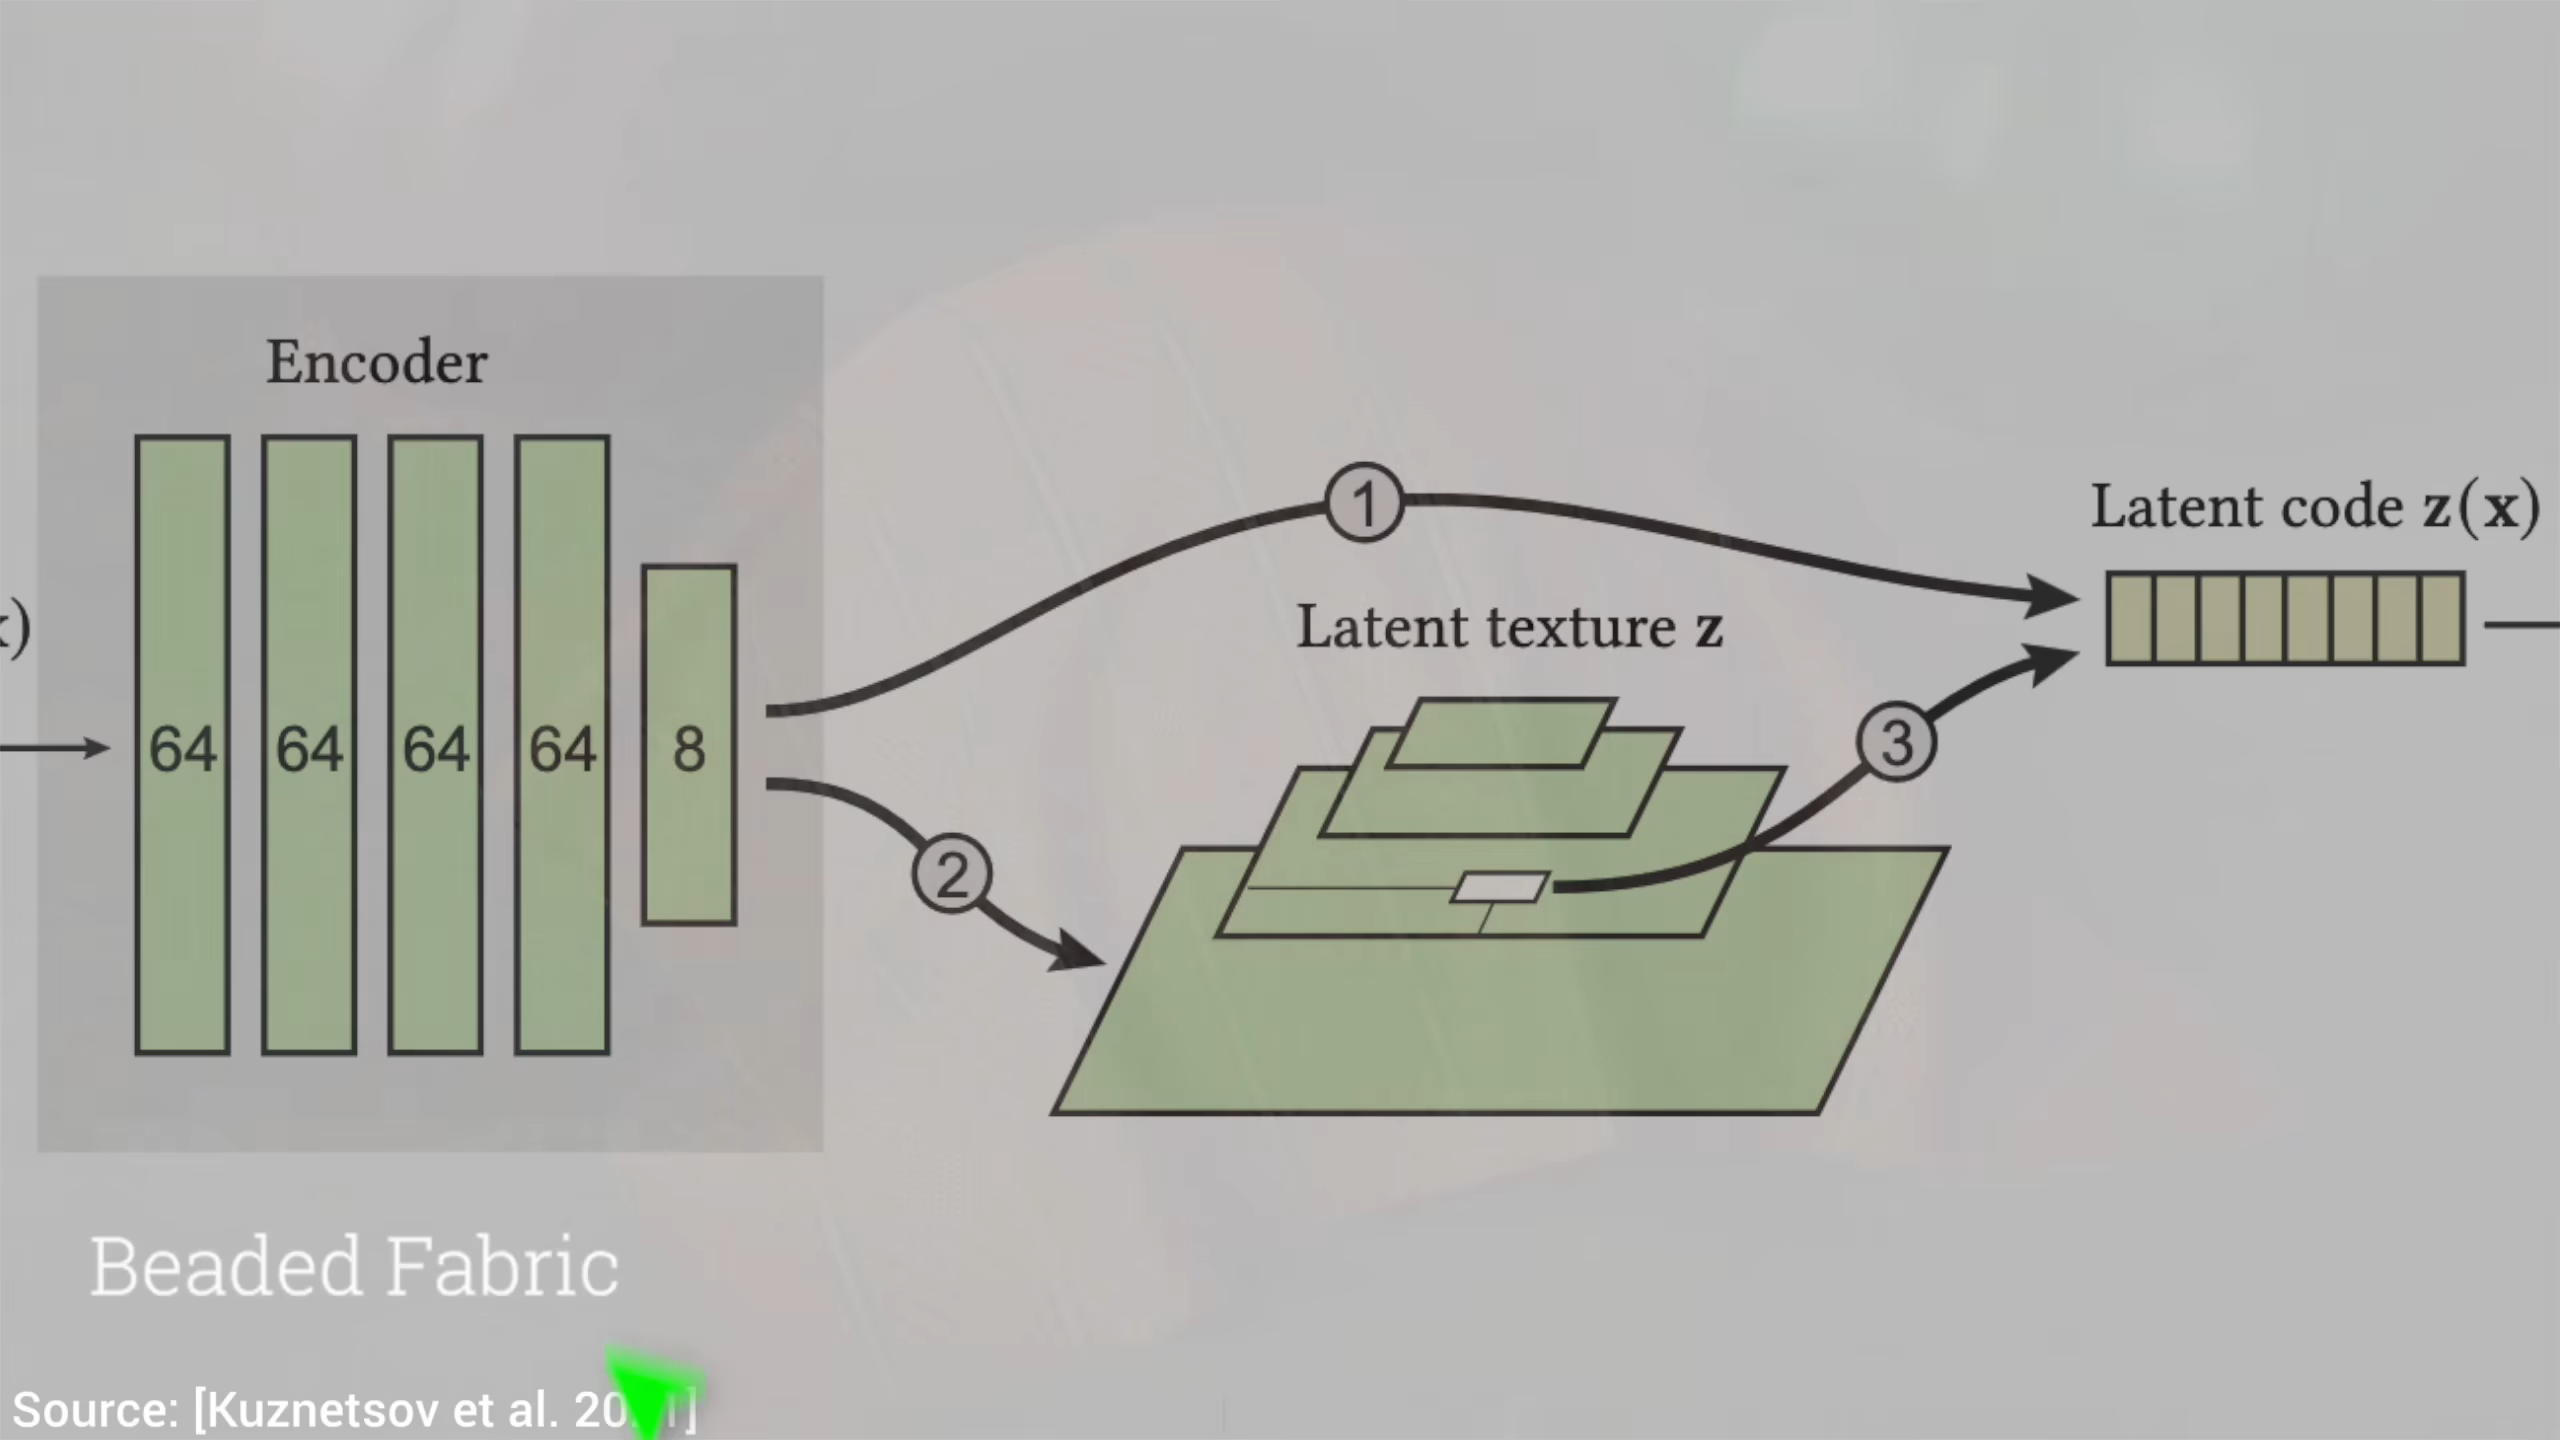 Encoder
x)
64 64 64 64 8
1
2
3
Latent texture z
Latent code z(x)
Beaded Fabric
Source: [Kuznetsov et al.